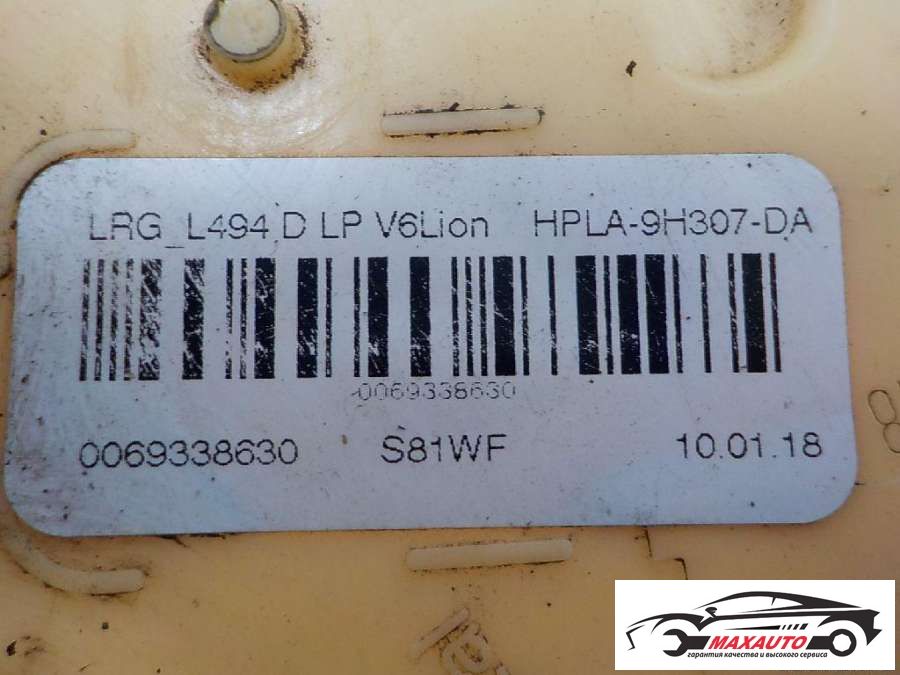 LRG_L494 D LP V6Lion HPLA-9H307-DA
0069338630
0069338630 S81WF 10.01.18
MAXAUTO
гарантия качества и высокого сервиса